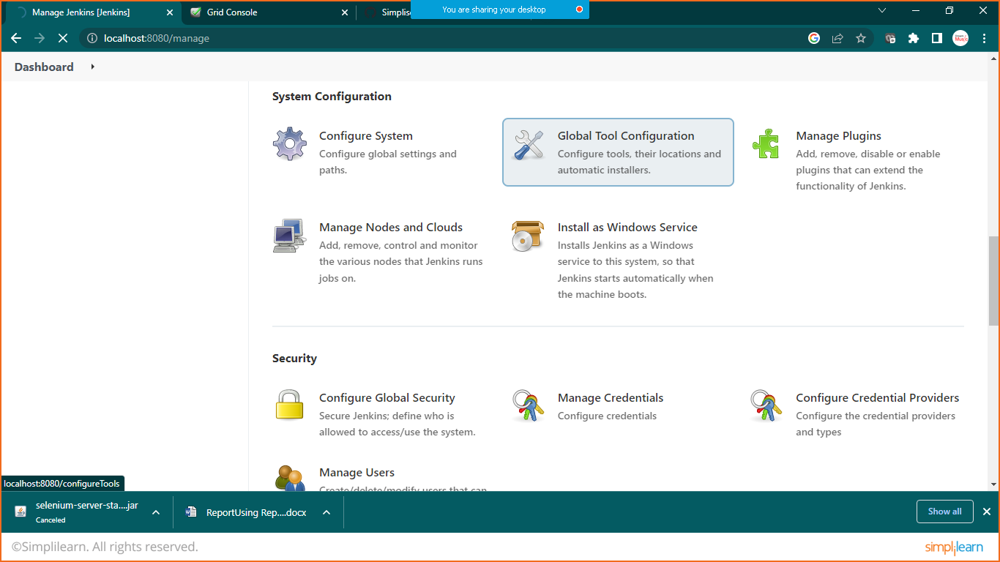 Manage Jenkins [Jenkins]
Grid Console
You are sharing your desktop
localhost:8080/manage
Dashboard
System Configuration
Configure System
Configure global settings and
paths.
Global Tool Configuration
Configure tools, their locations and
automatic installers.
Manage Plugins
Add, remove, disable or enable
plugins that can extend the
functionality of Jenkins.
Manage Nodes and Clouds
Add, remove, control and monitor
the various nodes that Jenkins runs
jobs on.
Install as Windows Service
Installs Jenkins as a Windows
service to this system, so that
Jenkins starts automatically when
the machine boots.
Security
Configure Global Security
Secure Jenkins; define who is
allowed to access/use the system.
Manage Credentials
Configure credentials
Configure Credential Providers
Configure the credential providers
and types
Manage Users
Create/delete/modify users that can
localhost:8080/configureTools
selenium-server-sta....jar
Canceled
ReportUsing Rep....docx
Show all
©Simplilearn. All rights reserved.
simplilearn